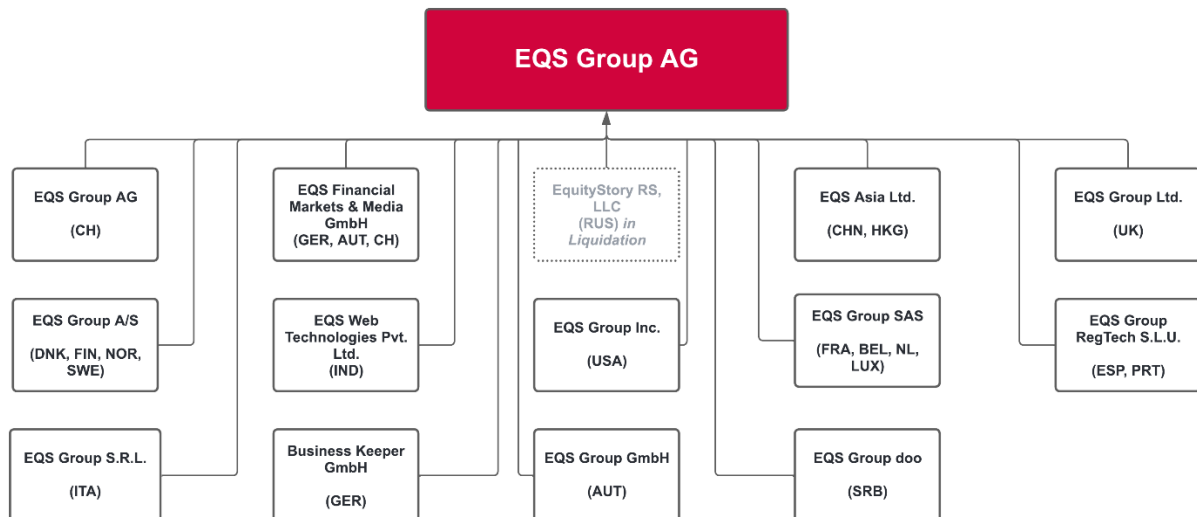 EQS Group AG
EQS Group AG
(CH)
EQS Financial
Markets & Media
GmbH
(GER, AUT, CH)
EquityStory RS,
LLC
(RUS) in
Liquidation
EQS Asia Ltd.
(CHN, HKG)
EQS Group Ltd.
(UK)
EQS Group A/S
(DNK, FIN, NOR,
SWE)
EQS Web
Technologies Pvt.
Ltd.
(IND)
EQS Group Inc.
(USA)
EQS Group SAS
(FRA, BEL, NL,
LUX)
EQS Group
RegTech S.L.U.
(ESP, PRT)
EQS Group S.R.L.
(ITA)
Business Keeper
GmbH
(GER)
EQS Group GmbH
(AUT)
EQS Group doo
(SRB)